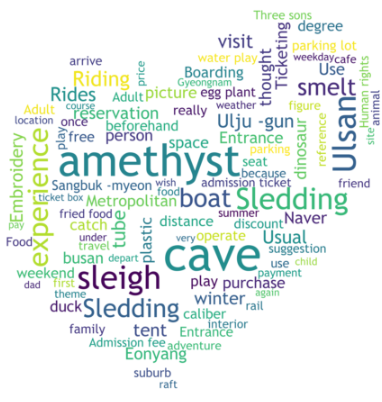 Three sons
visit degree
water play parking lot
arrive Boarding Ticketing weekday cafe
Riding thought Use
course price Gyeongnam egg plant smelt Human rights
Adult Rides Adult picture weather figure animal
location reservation really Ulju -gun Ulsan
Embroidery play free beforehand space Entrance dinosaur reference site
once person parking
amethyst
experience Sangbuk -myeon Metropolitan seat because
ticket box wish food admission ticket friend
pay fried food tube boat Sledding
Food catch plastic summer
under distance discount Naver
busan travel cave operate Usual
sleigh very suggestion
weekend first depart play purchase payment child
dad theme Sledding winter use again
duck tent caliber rail
family Entrance interior
Admission fee adventure
Eonyang
suburb
raft